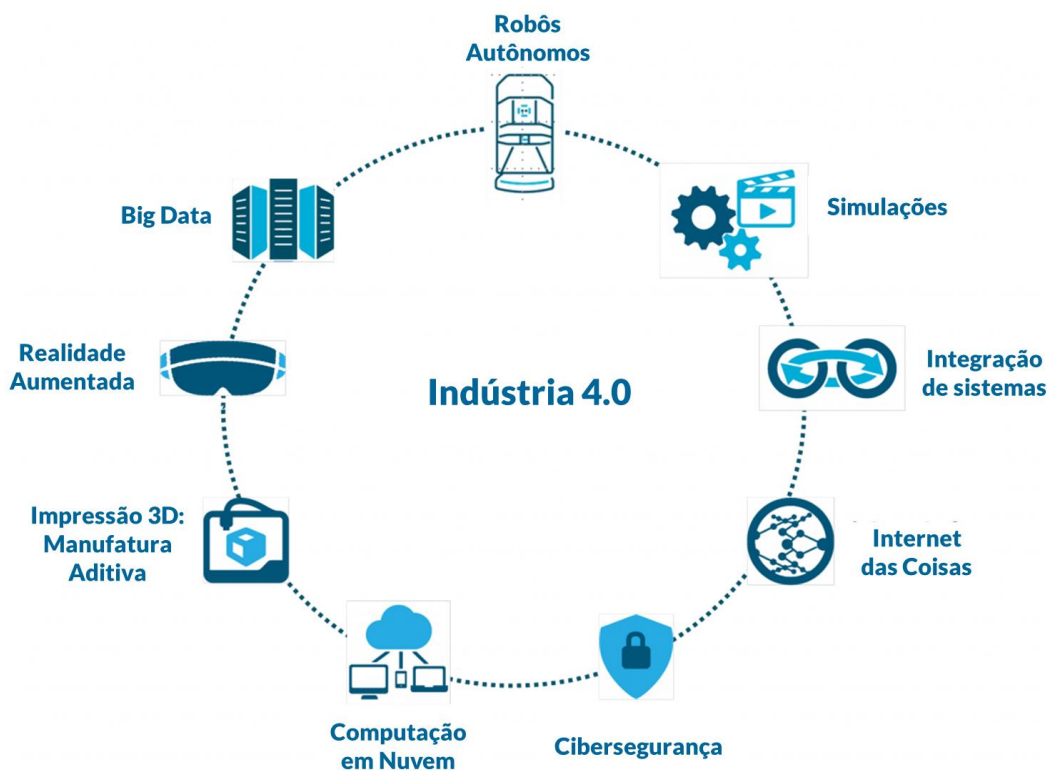 Robôs
Autônomos
Simulações
Integração
de sistemas
Internet
das Coisas
Cibersegurança
Computação
em Nuvem
Impressão 3D:
Manufatura
Aditiva
Realidade
Aumentada
Big Data
Indústria 4.0